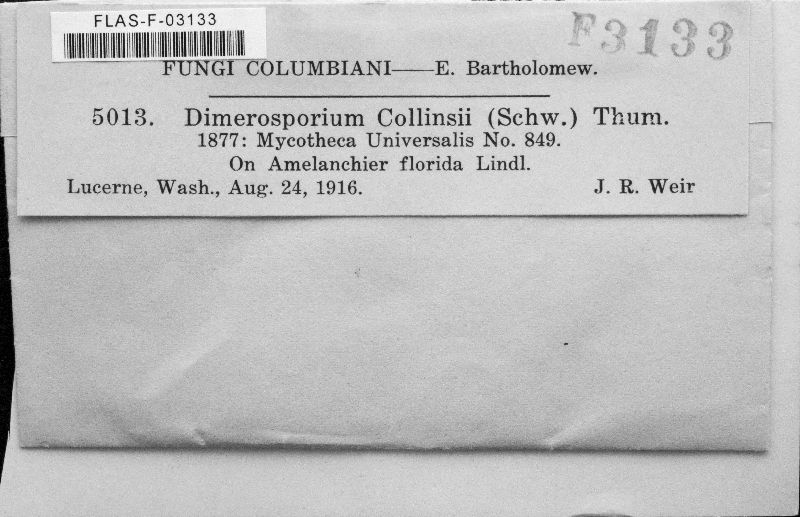 FLAS-F-03133
F3133
FUNGI COLUMBIANI——E. Bartholomew.
5013. Dimerosporium Collinsii (Schw.) Thum.
1877: Mycotheca Universalis No. 849.
On Amelanchier florida Lindl.
Lucerne, Wash., Aug. 24, 1916. J. R. Weir